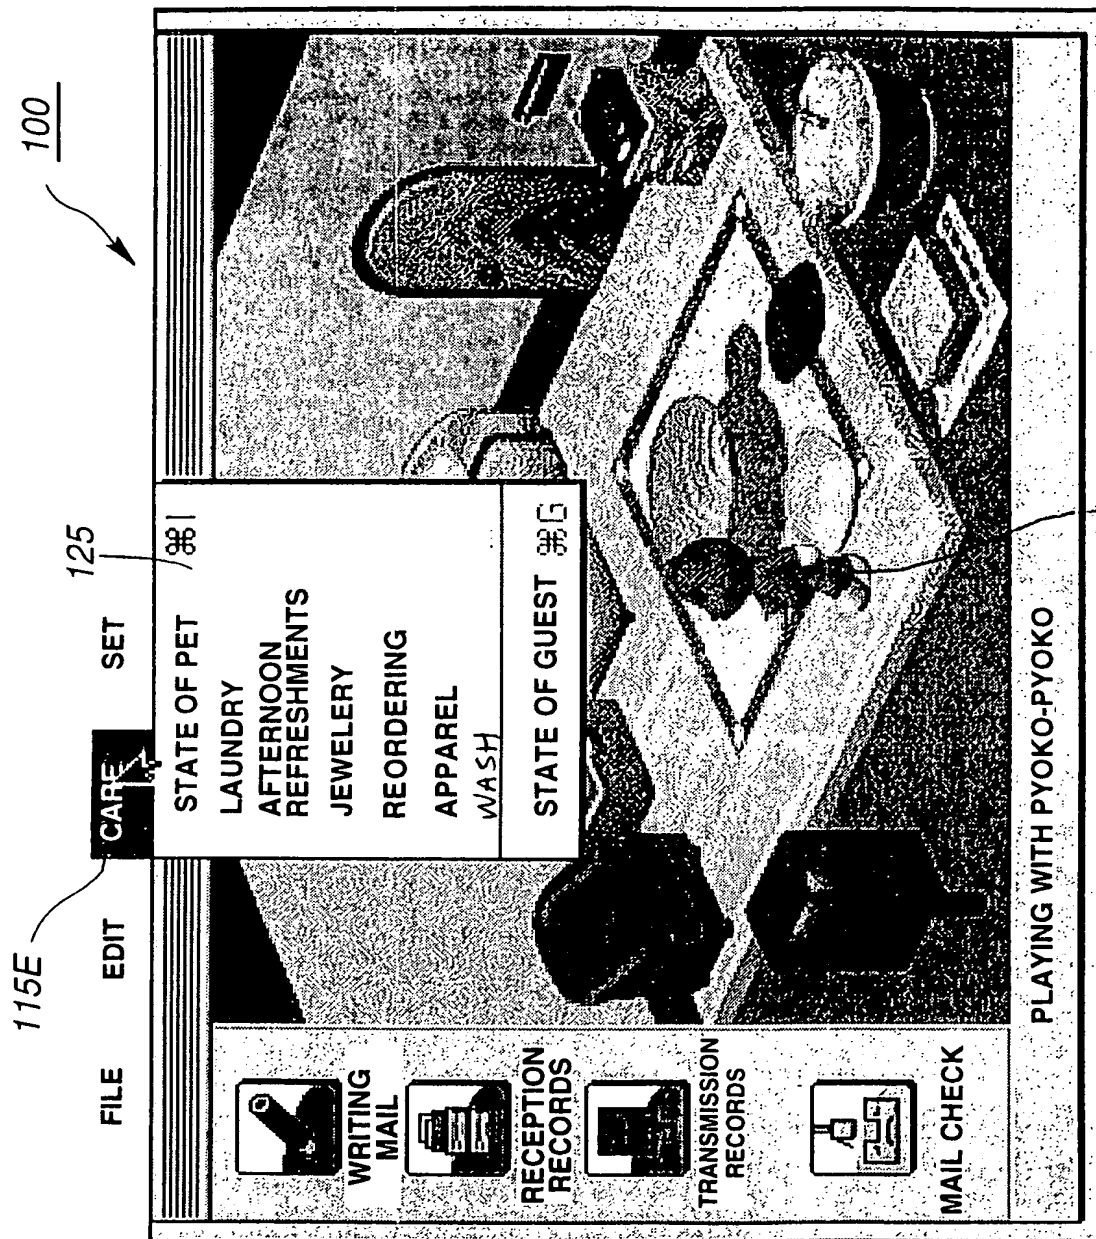 100
115E
125
FILE EDIT CARE SET
STATE OF PET ⌘I
LAUNDRY
AFTERNOON
REFRESHMENTS
JEWELERY
REORDERING
APPAREL
WASH
STATE OF GUEST ⌘G
WRITING
MAIL
RECEPTION
RECORDS
TRANSMISSION
RECORDS
MAIL CHECK
PLAYING WITH PYOKO-PYOKO